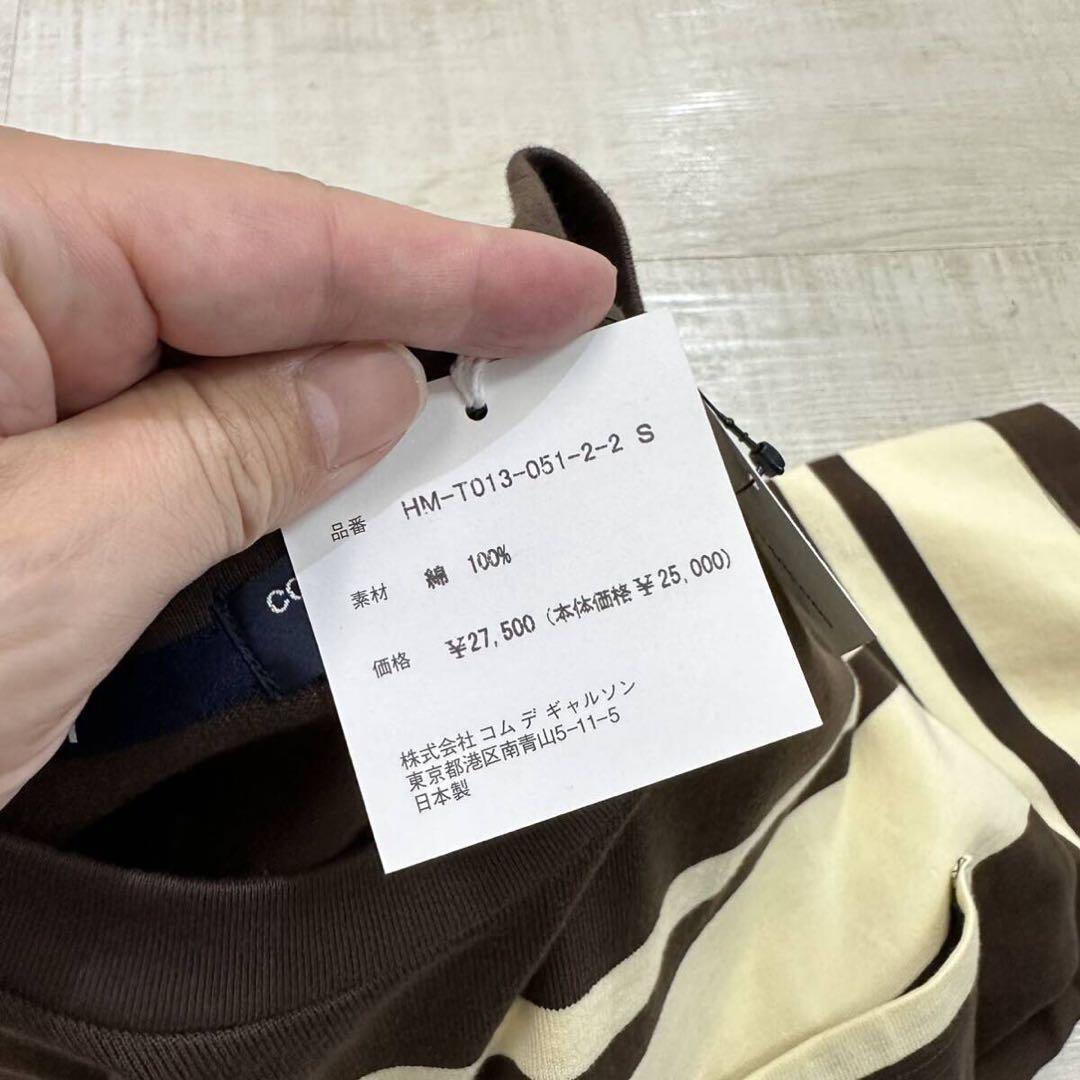 品番 HM-T013-051-2-2 S
素材 綿 100%
価格 ¥27,500 (本体価格¥25,000)
株式会社 コム デ ギャルソン
東京都港区南青山5-11-5
日本製
CO